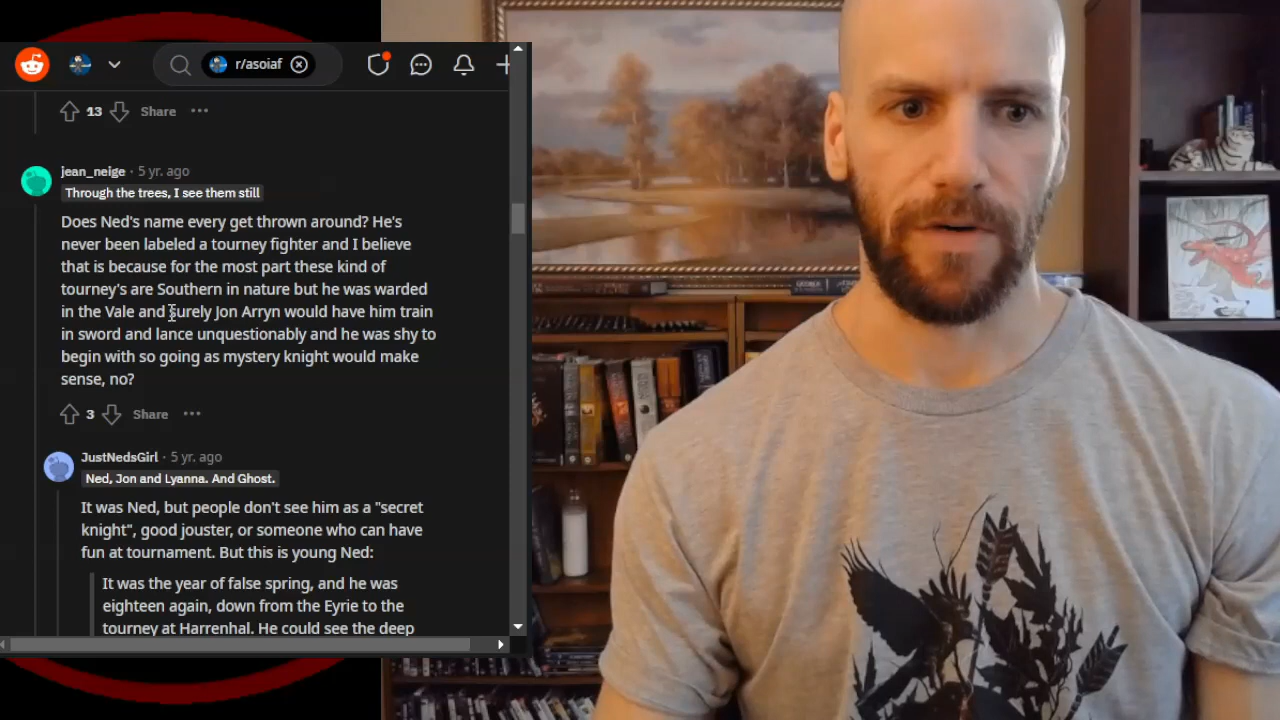 r/asoiaf
13
Share
jean_neige · 5 yr. ago
Through the trees, I see them still
Does Ned's name every get thrown around? He's
never been labeled a tourney fighter and I believe
that is because for the most part these kind of
tourney's are Southern in nature but he was warded
in the Vale and surely Jon Arryn would have him train
in sword and lance unquestionably and he was shy to
begin with so going as mystery knight would make
sense, no?
3
Share
JustNedsGirl · 5 yr. ago
Ned, Jon and Lyanna. And Ghost.
It was Ned, but people don't see him as a "secret
knight", good jouster, or someone who can have
fun at tournament. But this is young Ned:
It was the year of false spring, and he was
eighteen again, down from the Eyrie to the
tourney at Harrenhal. He could see the deep